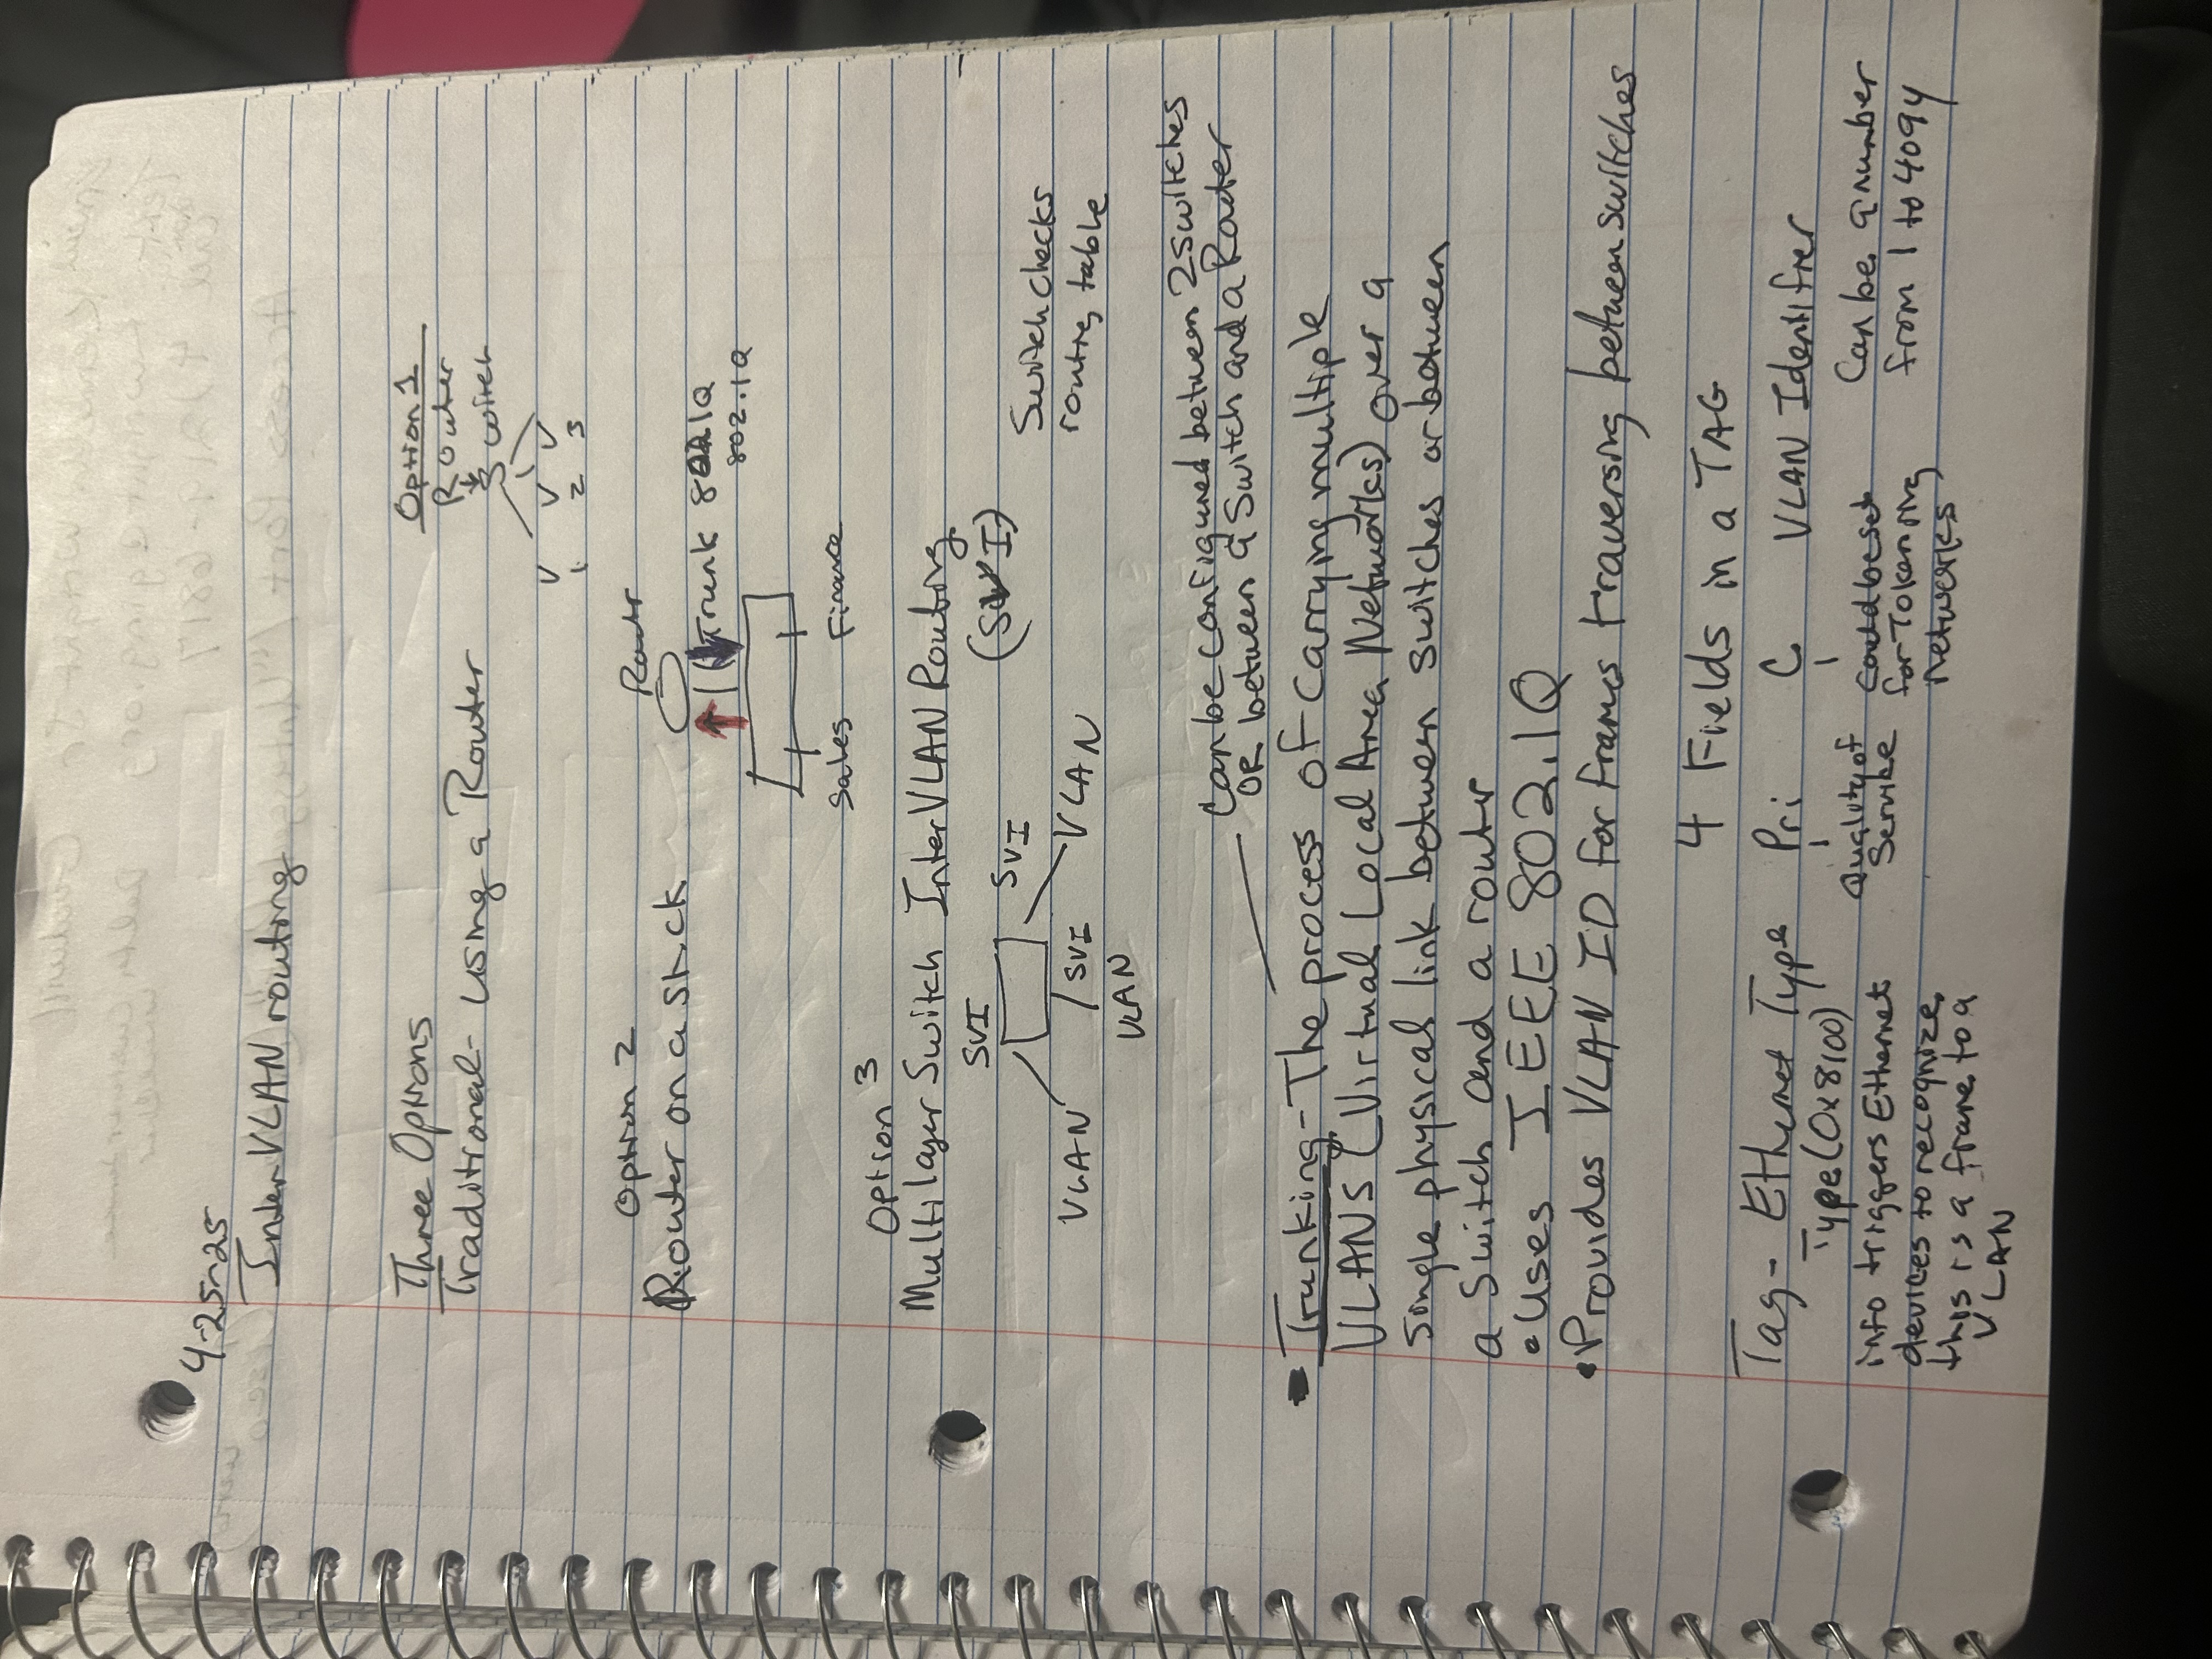 4-25-25
InterVLAN routing
Three Options
Traditional - using a Router
Option 1
Router
Switch
V V V
1 2 3
Option 2
Router on a stick
Routr
Trunk 802.1Q
802.1Q
Sales Finance
Option 3
Multilayer Switch InterVLAN Routing
(SVI)
SVI
SVI
VLAN SVI VLAN
VLAN
Switch checks
routing table
Can be configured between 2 switches
OR between a Switch and a Router
Trunking - The process of carrying multiple
VLANs (Virtual Local Area Networks) over a
single physical link between switches or between
a Switch and a router
• Uses IEEE 802.1Q
• Provides VLAN ID for frames traversing between switches
4 Fields in a TAG
Tag - Ethernet Type Pri C VLAN Identifier
Type (0x8100)
info triggers Ethernet
devices to recognize
this is a frame to a
VLAN
Quality of
Service
Could be set
for Token ring
Networks
Can be a number
from 1 to 4094